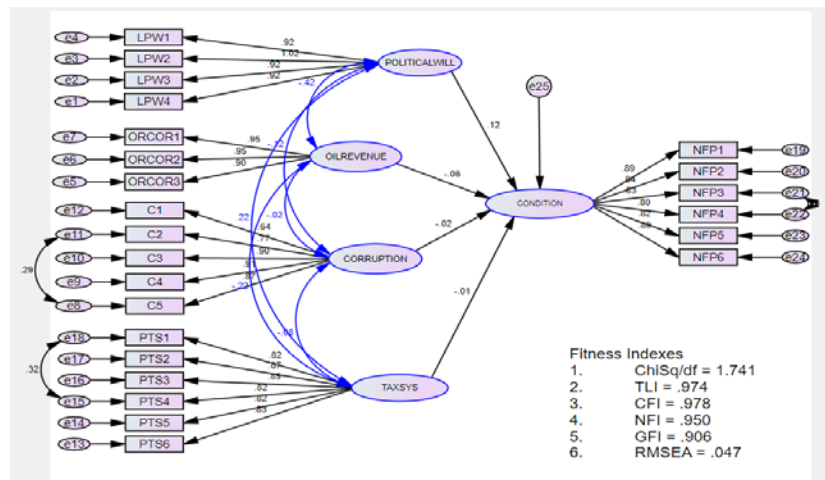 e4 LPW1
e3 LPW2
e2 LPW3
e1 LPW4
.92
1.02
.92
.92
POLITICALWILL
-.42
e25
.12
e7 ORCOR1
e6 ORCOR2
e5 ORCOR3
.95
.95
.90
OILREVENUE
-.06
e12 C1
e11 C2
e10 C3
e9 C4
e8 C5
.29
.22
-.02
.64
.77
.90
.91
-.22
CORRUPTION
-.02
CONDITION
.89
.83
.80
.82
NFP1 e19
NFP2 e20
NFP3 e21
NFP4 e22
NFP5 e23
NFP6 e24
e18 PTS1
e17 PTS2
e16 PTS3
e15 PTS4
e14 PTS5
e13 PTS6
.32
.82
.87
.85
.82
.82
.83
TAXSYS
-.01
Fitness Indexes
1. ChiSq/df = 1.741
2. TLI = .974
3. CFI = .978
4. NFI = .950
5. GFI = .906
6. RMSEA = .047